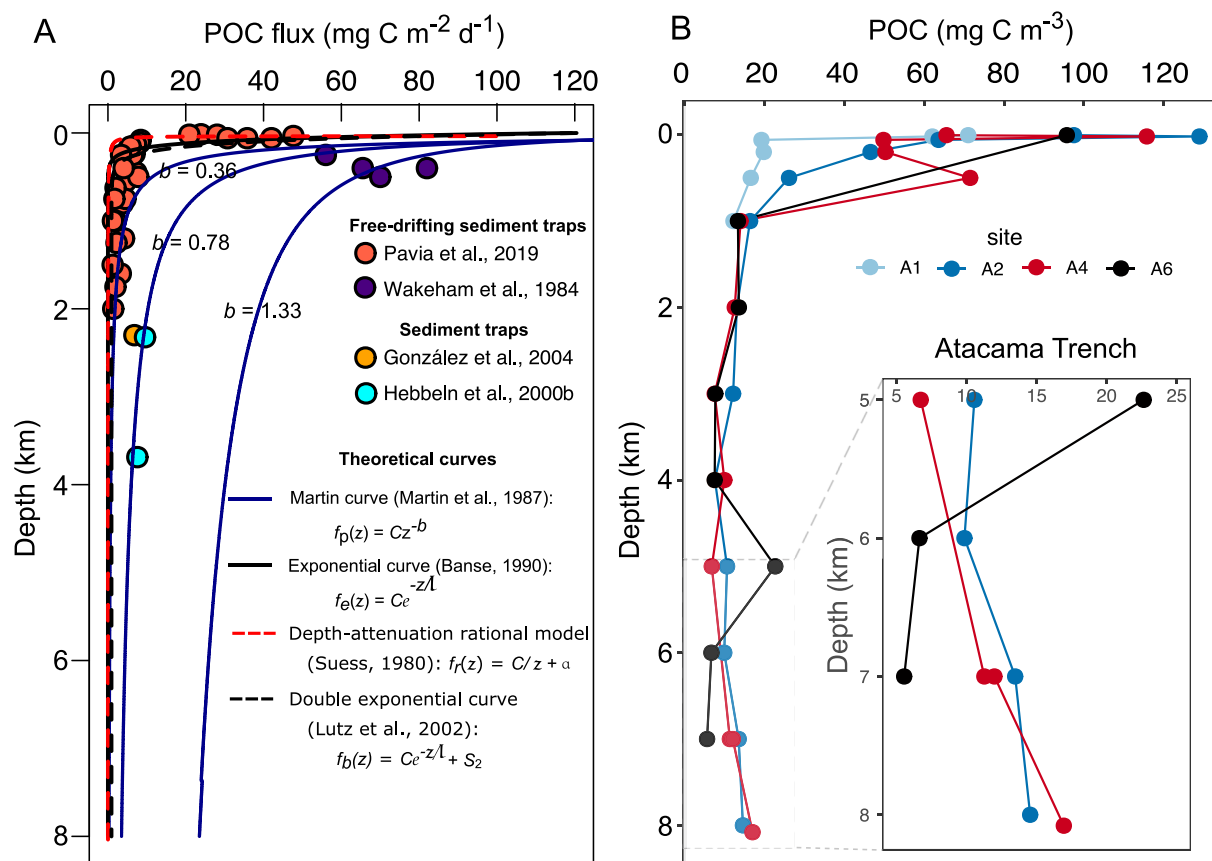 A
POC flux (mg C m-2 d-1)
0 20 40 60 80 100 120
0
2
4
6
8
Depth (km)
b = 0.36
b = 0.78
b = 1.33
Free-drifting sediment traps
Pavia et al., 2019
Wakeham et al., 1984
Sediment traps
González et al., 2004
Hebbeln et al., 2000b
Theoretical curves
Martin curve (Martin et al., 1987):
fp(z) = Cz-b
Exponential curve (Banse, 1990):
fe(z) = Ce-z/l
Depth-attenuation rational model
(Suess, 1980): fr(z) = C/z + α
Double exponential curve
(Lutz et al., 2002):
fb(z) = Ce-z/l + S2
B
POC (mg C m-3)
0 20 40 60 80 100 120
0
2
4
6
8
Depth (km)
site
A1 A2 A4 A6
Atacama Trench
5 10 15 20 25
5
6
7
8
Depth (km)